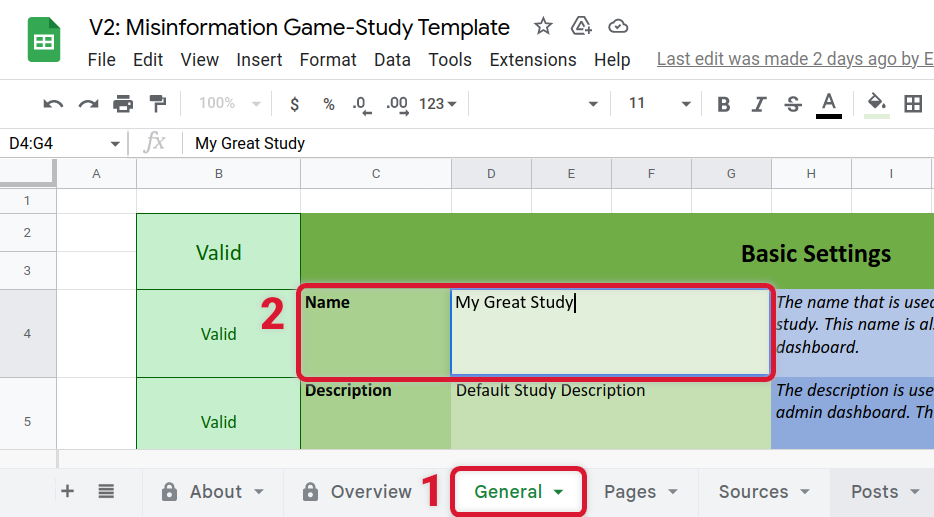 V2: Misinformation Game-Study Template
File Edit View Insert Format Data Tools Extensions Help Last edit was made 2 days ago by E
100% $ % .0 .00 123 11 B I S A
D4:G4 fx My Great Study
A B C D E F G H I
1
2 Valid Basic Settings
3
2 Name My Great Study The name that is used
4 Valid study. This name is al
dashboard.
Description Default Study Description The description is use
5 Valid admin dashboard. Th
+ About Overview 1 General Pages Sources Posts